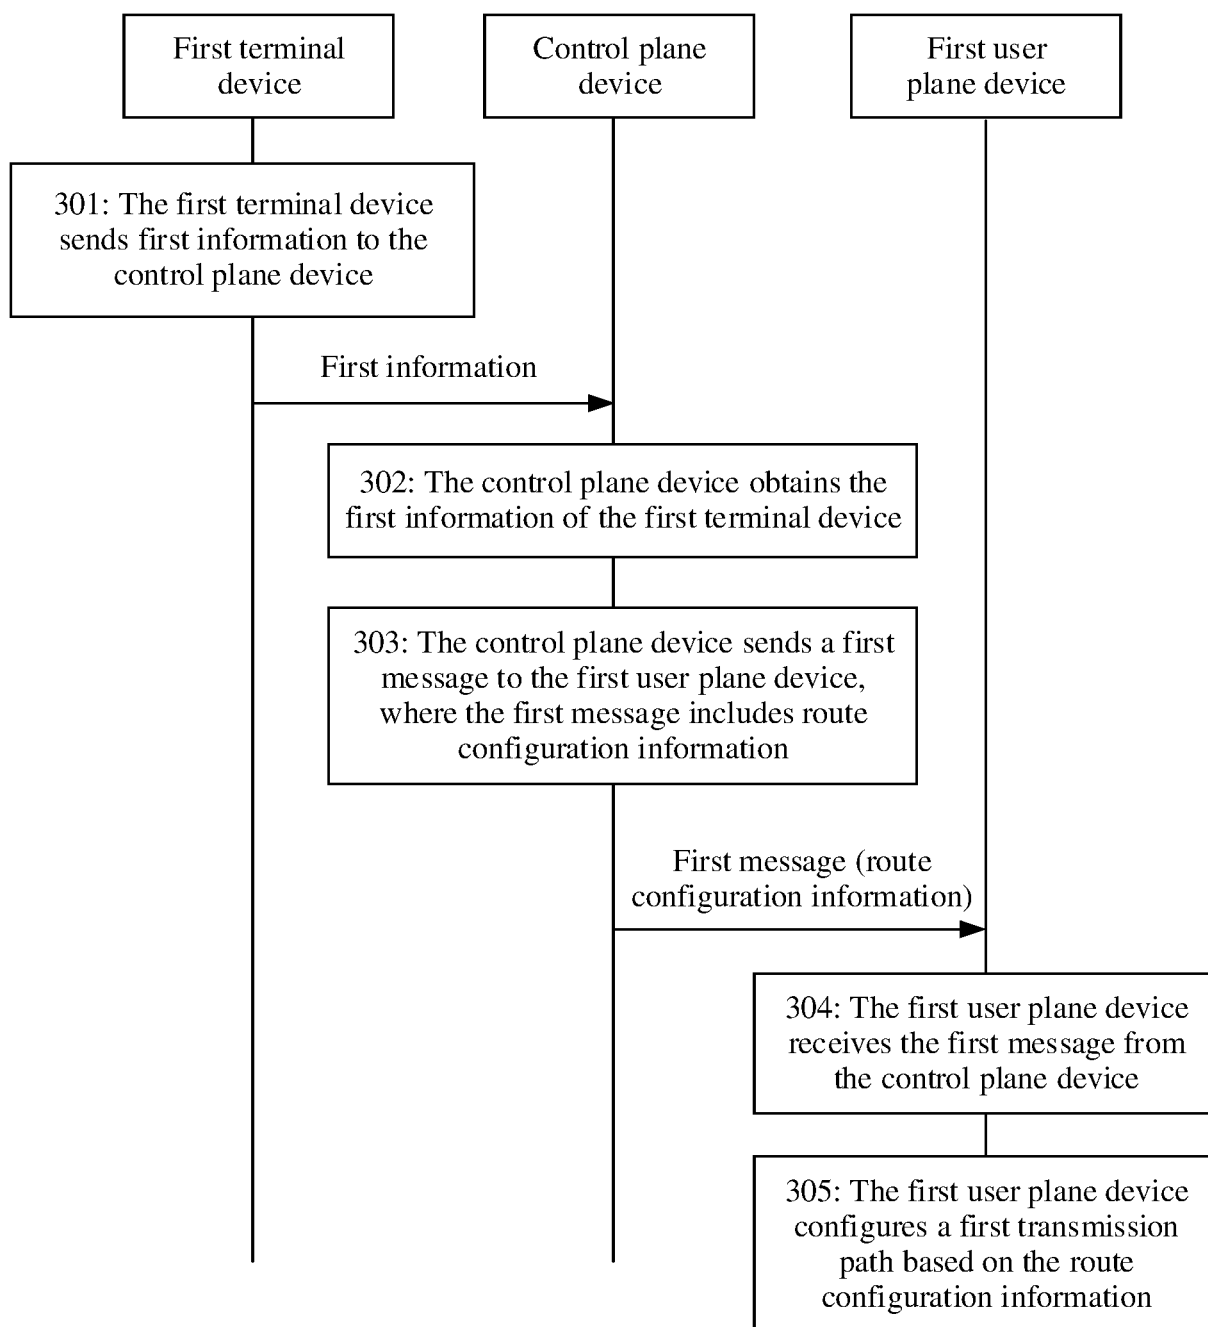 First terminal
device
Control plane
device
First user
plane device
301: The first terminal device
sends first information to the
control plane device
First information
302: The control plane device obtains the
first information of the first terminal device
303: The control plane device sends a first
message to the first user plane device,
where the first message includes route
configuration information
First message (route
configuration information)
304: The first user plane device
receives the first message from
the control plane device
305: The first user plane device
configures a first transmission
path based on the route
configuration information